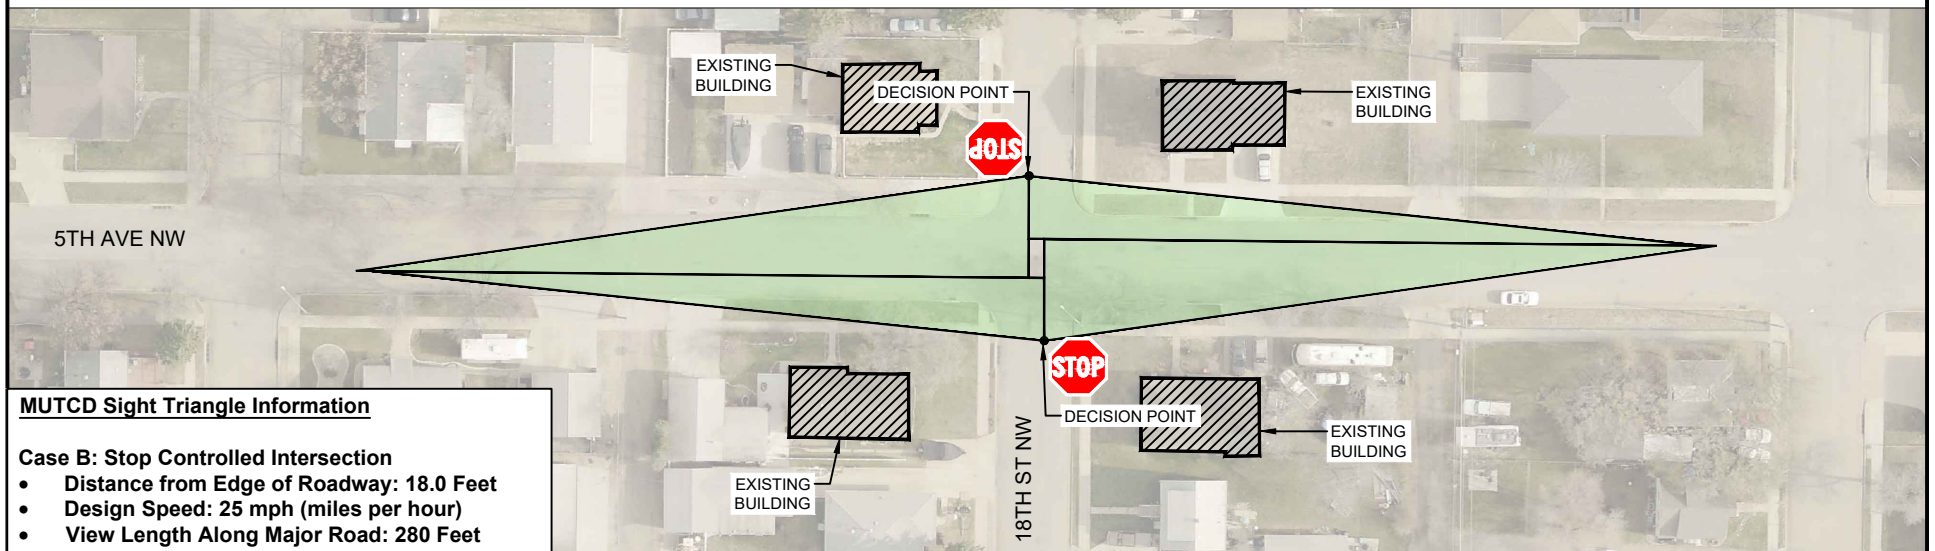 EXISTING
BUILDING
DECISION POINT
EXISTING
BUILDING
STOP
5TH AVE NW
STOP
DECISION POINT
EXISTING
BUILDING
EXISTING
BUILDING
18TH ST NW
MUTCD Sight Triangle Information
Case B: Stop Controlled Intersection
• Distance from Edge of Roadway: 18.0 Feet
• Design Speed: 25 mph (miles per hour)
• View Length Along Major Road: 280 Feet